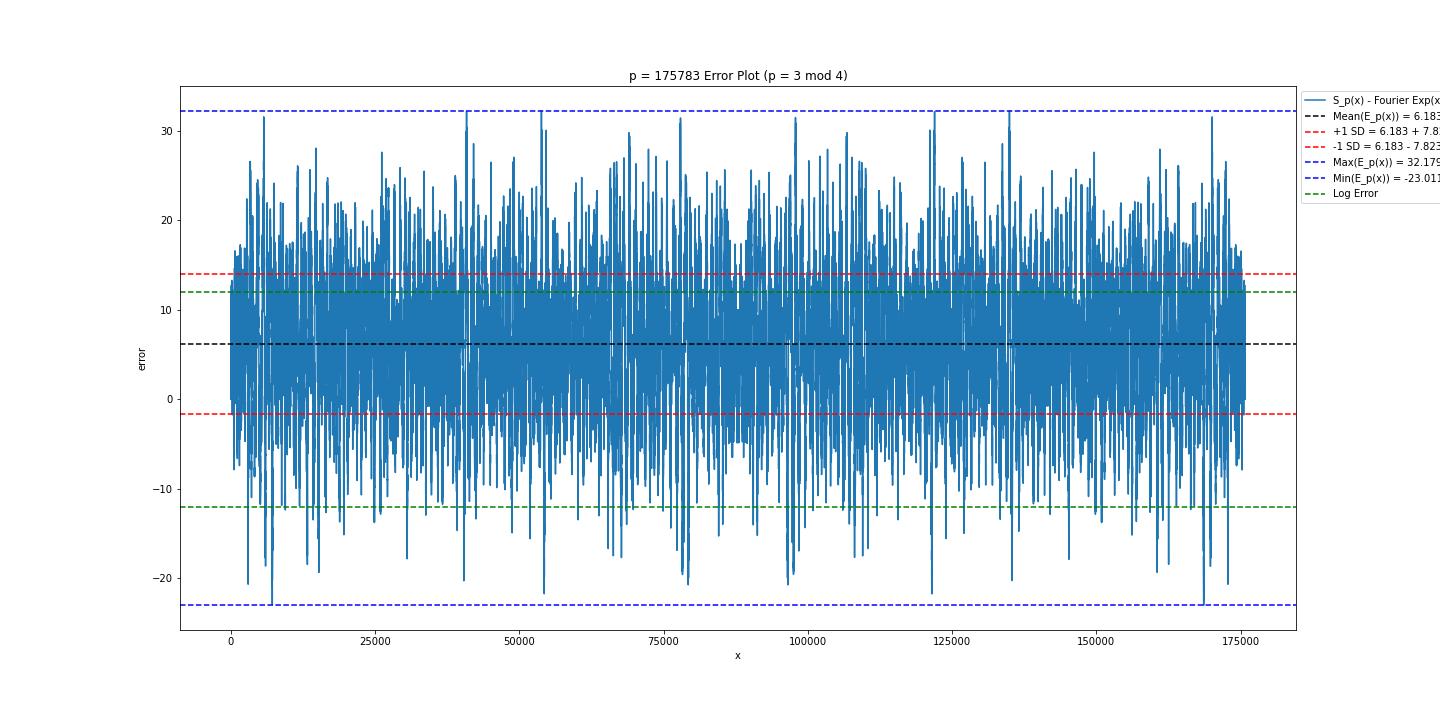 p = 175783 Error Plot (p = 3 mod 4)
S_p(x) - Fourier Exp(x
Mean(E_p(x)) = 6.183
+1 SD = 6.183 + 7.82
-1 SD = 6.183 - 7.823
Max(E_p(x)) = 32.179
Min(E_p(x)) = -23.011
Log Error
30
20
10
0
−10
−20
error
0 25000 50000 75000 100000 125000 150000 175000
x